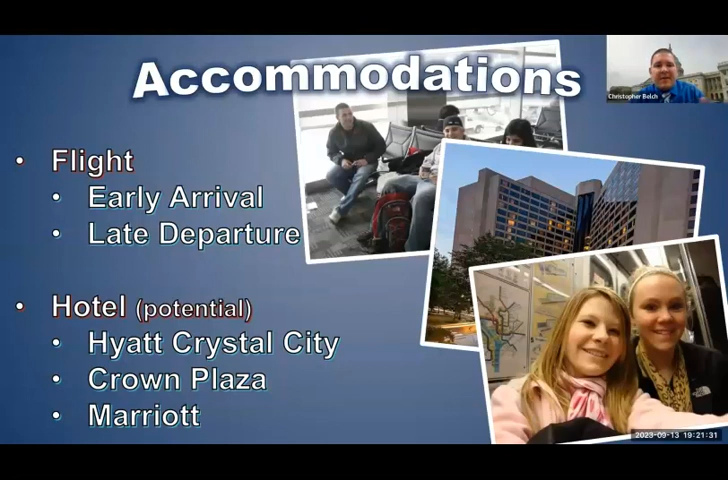 Accommodations
Christopher Bolch
• Flight
• Early Arrival
• Late Departure
• Hotel (potential)
• Hyatt Crystal City
• Crown Plaza
• Marriott
2023-09-13 19:21:31